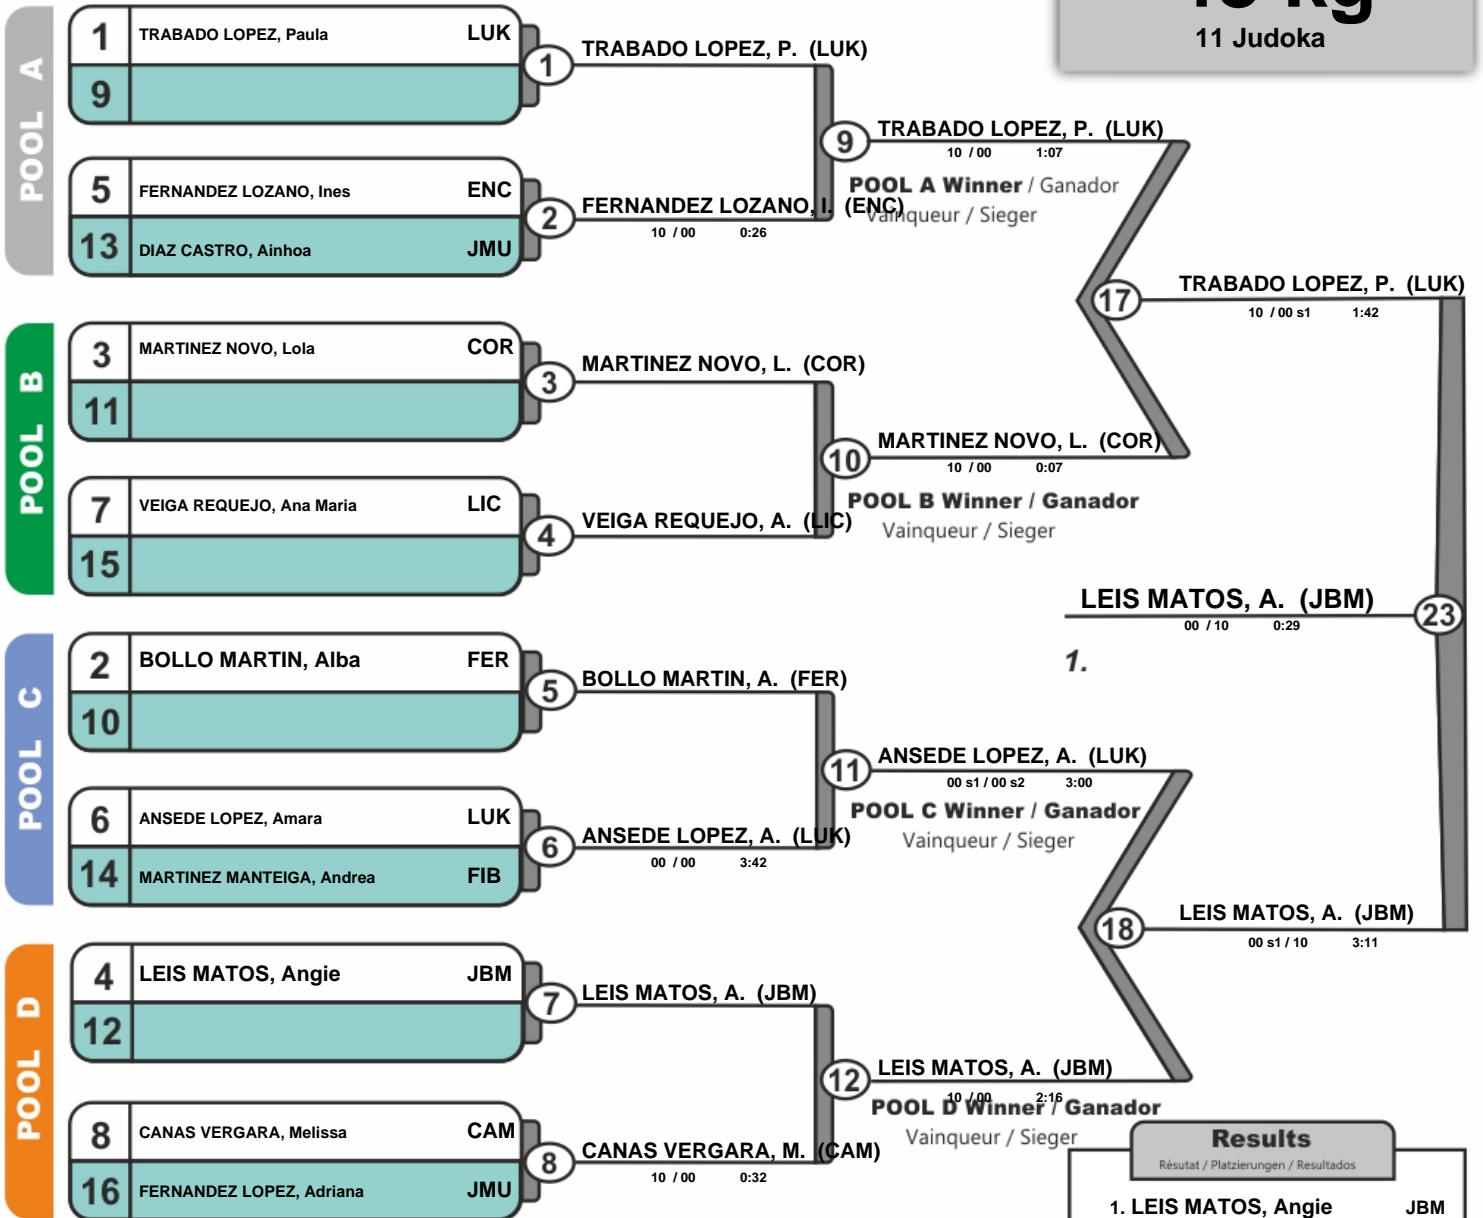 11 Judoka
POOL A
1 TRABADO LOPEZ, Paula LUK
9
1
TRABADO LOPEZ, P. (LUK)
5 FERNANDEZ LOZANO, Ines ENC
13 DIAZ CASTRO, Ainhoa JMU
2
FERNANDEZ LOZANO, I. (ENC)
10 / 00 0:26
9
TRABADO LOPEZ, P. (LUK)
10 / 00 1:07
POOL A Winner / Ganador
Vainqueur / Sieger
POOL B
3 MARTINEZ NOVO, Lola COR
11
3
MARTINEZ NOVO, L. (COR)
7 VEIGA REQUEJO, Ana Maria LIC
15
4
VEIGA REQUEJO, A. (LIC)
10
MARTINEZ NOVO, L. (COR)
10 / 00 0:07
POOL B Winner / Ganador
Vainqueur / Sieger
17
TRABADO LOPEZ, P. (LUK)
10 / 00 s1 1:42
LEIS MATOS, A. (JBM)
00 / 10 0:29
23
1.
POOL C
2 BOLLO MARTIN, Alba FER
10
5
BOLLO MARTIN, A. (FER)
6 ANSEDE LOPEZ, Amara LUK
14 MARTINEZ MANTEIGA, Andrea FIB
6
ANSEDE LOPEZ, A. (LUK)
00 / 00 3:42
11
ANSEDE LOPEZ, A. (LUK)
00 s1 / 00 s2 3:00
POOL C Winner / Ganador
Vainqueur / Sieger
18
LEIS MATOS, A. (JBM)
00 s1 / 10 3:11
POOL D
4 LEIS MATOS, Angie JBM
12
7
LEIS MATOS, A. (JBM)
8 CANAS VERGARA, Melissa CAM
16 FERNANDEZ LOPEZ, Adriana JMU
8
CANAS VERGARA, M. (CAM)
10 / 00 0:32
12
LEIS MATOS, A. (JBM)
10 / 00 2:16
POOL D Winner / Ganador
Vainqueur / Sieger
Results
Résutat / Platzierungen / Resultados
1. LEIS MATOS, Angie JBM